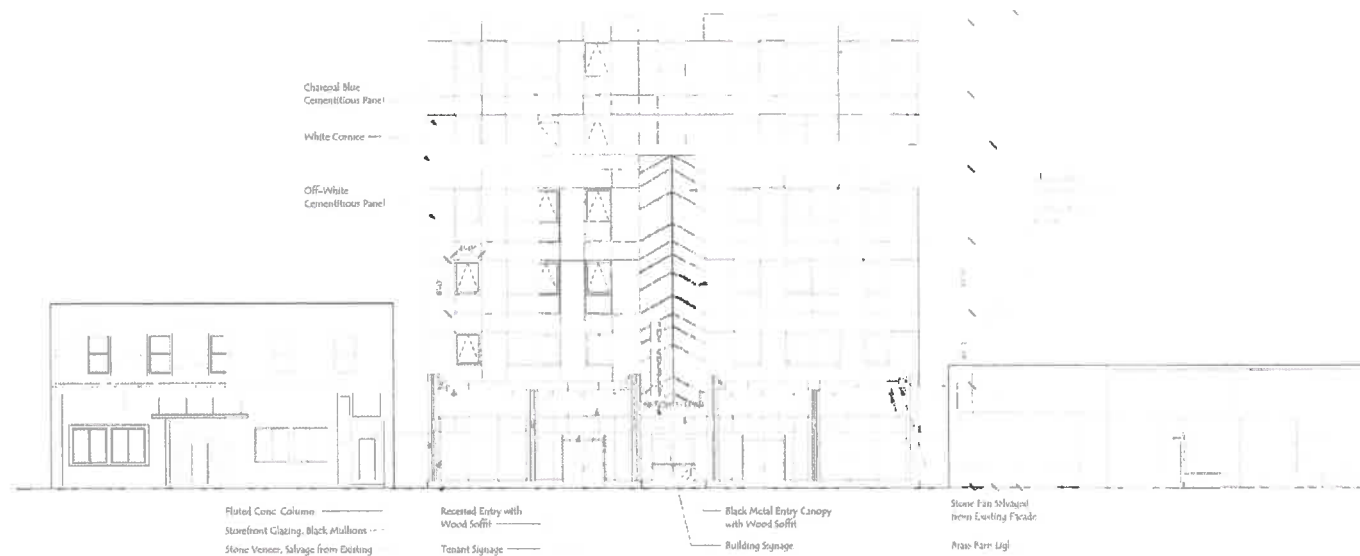 Charcoal Blue
Cementitious Panel
White Cornice
Off-White
Cementitious Panel
Fluted Conc Column
Storefront Glazing, Black Mullions
Stone Veneer, Salvage from Existing
Recessed Entry with
Wood Soffit
Tenant Signage
Black Metal Entry Canopy
with Wood Soffit
Building Signage
Stone Fan Salvaged
from Existing Facade